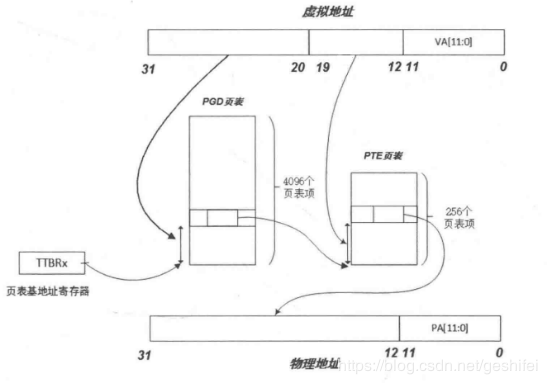 虚拟地址
VA[11:0]
31
20
19
12
11
0
PGD页表
4096个
页表项
PTE页表
256个
页表项
TTBRx
页表基地址寄存器
PA[11:0]
31
12
11
0
物理地址
https://blog.csdn.net/geshifei